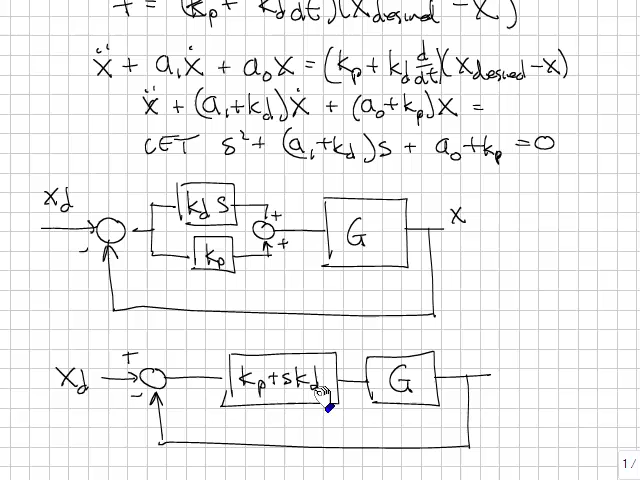 f = (kp + kd d/dt)(xdesired − x)
ẍ + a₁ẋ + a₀x = (kp + kd d/dt)(xdesired − x)
ẍ + (a₁+kd)ẋ + (a₀+kp)x =
CET s² + (a₁+kd)s + a₀+kp = 0
xd
kd s
+
G
x
-
kp
+
xd
+
kp + skd
G
-
1/